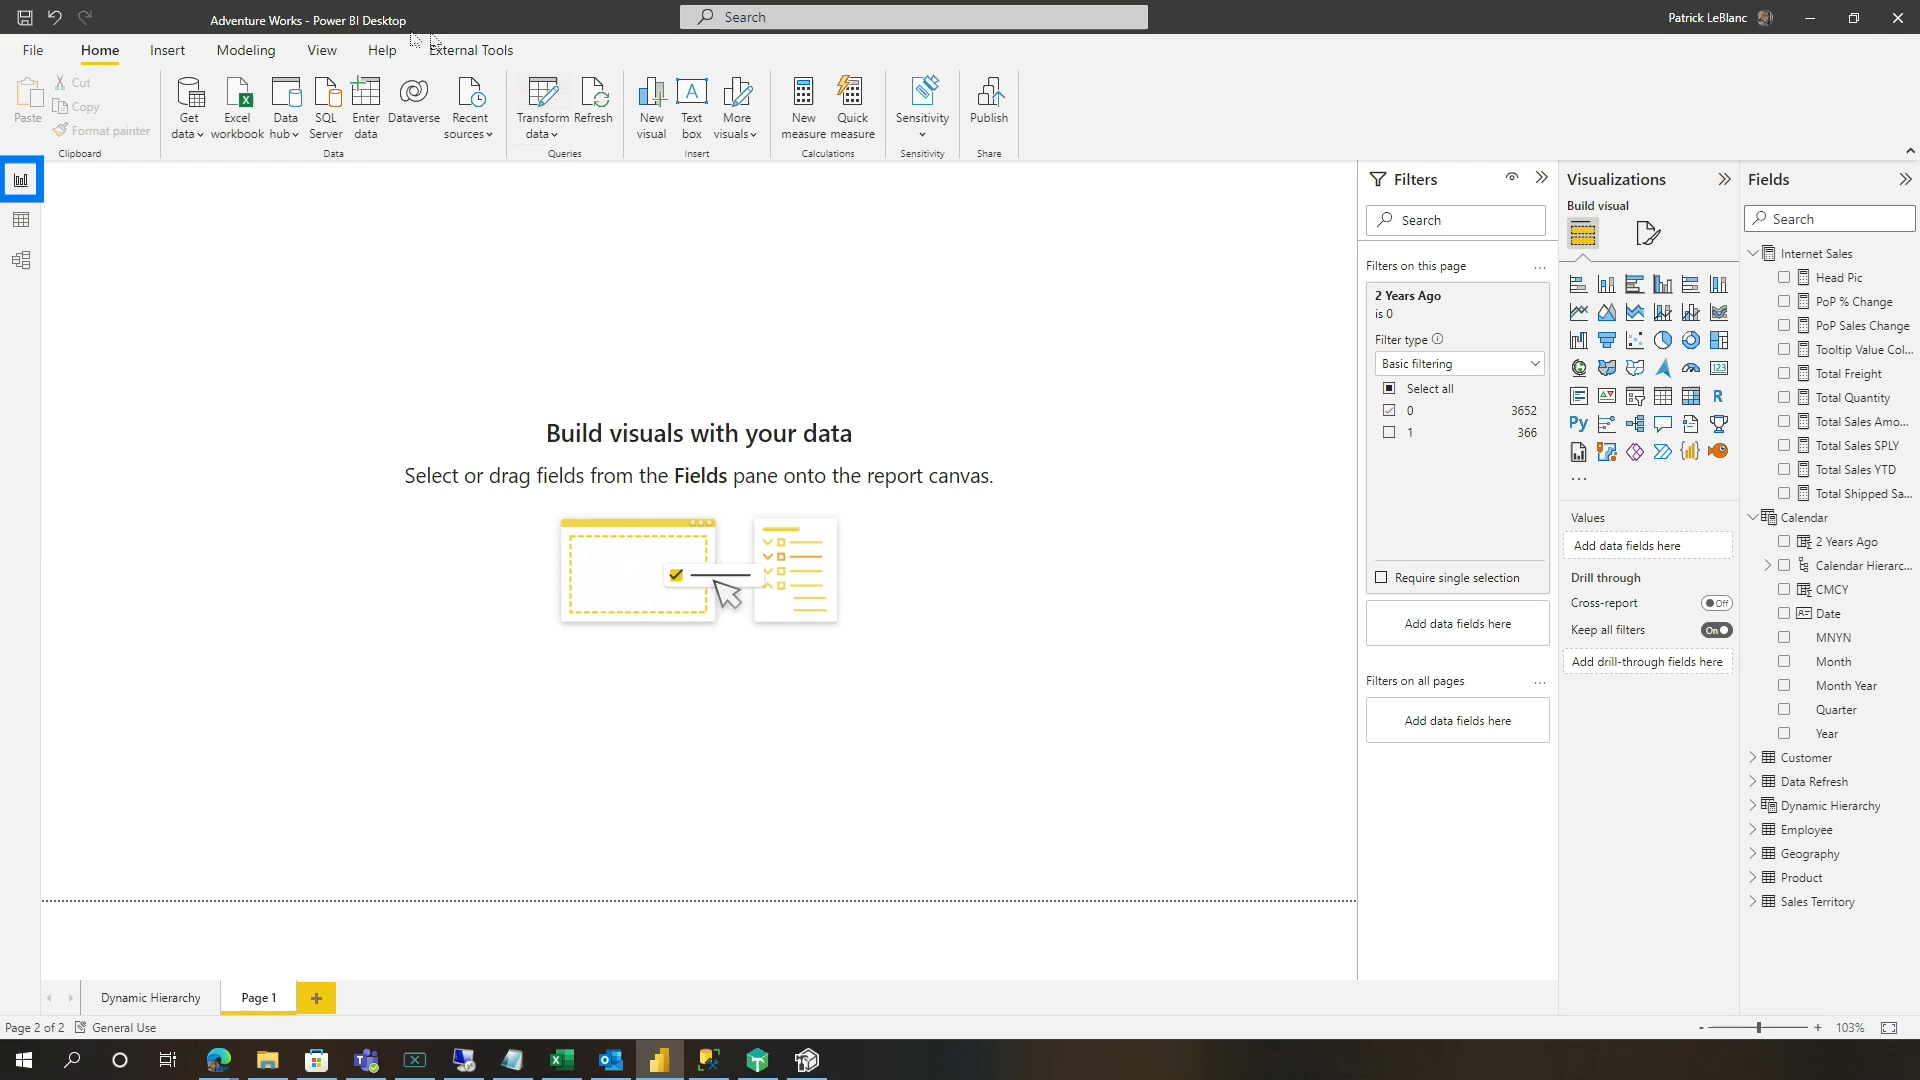 Adventure Works - Power BI Desktop
Search
Patrick LeBlanc
File
Home
Insert
Modeling
View
Help
External Tools
Paste
Cut
Copy
Format painter
Clipboard
Get data
Excel workbook
Data hub
SQL Server
Enter data
Dataverse
Recent sources
Data
Transform data
Refresh
Queries
New visual
Text box
More visuals
Insert
New measure
Quick measure
Calculations
Sensitivity
Sensitivity
Publish
Share
Build visuals with your data
Select or drag fields from the Fields pane onto the report canvas.
Filters
Search
Filters on this page
...
2 Years Ago
is 0
Filter type
Basic filtering
Select all
0 3652
1 366
Require single selection
Add data fields here
Filters on all pages
...
Add data fields here
Visualizations
Build visual
123
R
Py
...
Values
Add data fields here
Drill through
Cross-report
Off
Keep all filters
On
Add drill-through fields here
Fields
Search
Internet Sales
Head Pic
PoP % Change
PoP Sales Change
Tooltip Value Col...
Total Freight
Total Quantity
Total Sales Amo...
Total Sales SPLY
Total Sales YTD
Total Shipped Sa...
Calendar
2 Years Ago
Calendar Hierarc...
CMCY
Date
MNYN
Month
Month Year
Quarter
Year
Customer
Data Refresh
Dynamic Hierarchy
Employee
Geography
Product
Sales Territory
Dynamic Hierarchy
Page 1
Page 2 of 2
General Use
- + 103%